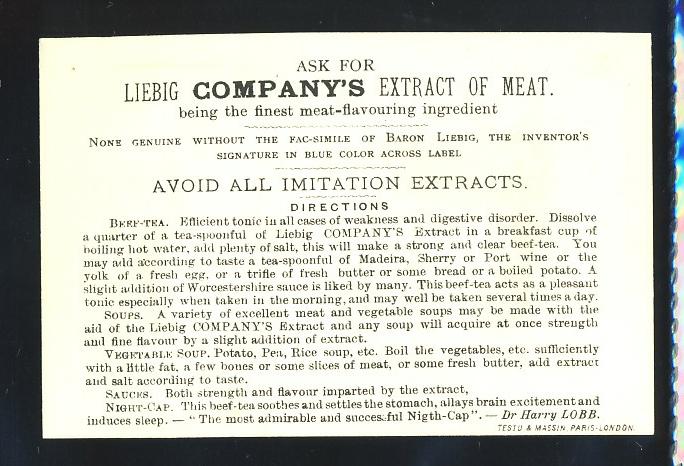 ASK FOR
LIEBIG COMPANY'S EXTRACT OF MEAT.
being the finest meat-flavouring ingredient
NONE GENUINE WITHOUT THE FAC-SIMILE OF BARON LIEBIG, THE INVENTOR'S
SIGNATURE IN BLUE COLOR ACROSS LABEL
AVOID ALL IMITATION EXTRACTS.
DIRECTIONS
BEEF-TEA. Efficient tonic in all cases of weakness and digestive disorder. Dissolve
a quarter of a tea-spoonful of Liebig COMPANY'S Extract in a breakfast cup of
boiling hot water, add plenty of salt, this will make a strong and clear beef-tea. You
may add according to taste a tea-spoonful of Madeira, Sherry or Port wine or the
yolk of a fresh egg, or a trifle of fresh butter or some bread or a boiled potato. A
slight addition of Worcestershire sauce is liked by many. This beef-tea acts as a pleasant
tonic especially when taken in the morning, and may well be taken several times a day.
SOUPS. A variety of excellent meat and vegetable soups may be made with the
aid of the Liebig COMPANY'S Extract and any soup will acquire at once strength
and fine flavour by a slight addition of extract.
VEGETABLE SOUP. Potato, Pea, Rice soup, etc. Boil the vegetables, etc. sufficiently
with a little fat, a few bones or some slices of meat, or some fresh butter, add extract
and salt according to taste.
SAUCES. Both strength and flavour imparted by the extract,
NIGHT-CAP. This beef-tea soothes and settles the stomach, allays brain excitement and
induces sleep. — "The most admirable and successful Nigth-Cap". — Dr Harry LOBB.
TESTU & MASSIN. PARIS-LONDON.